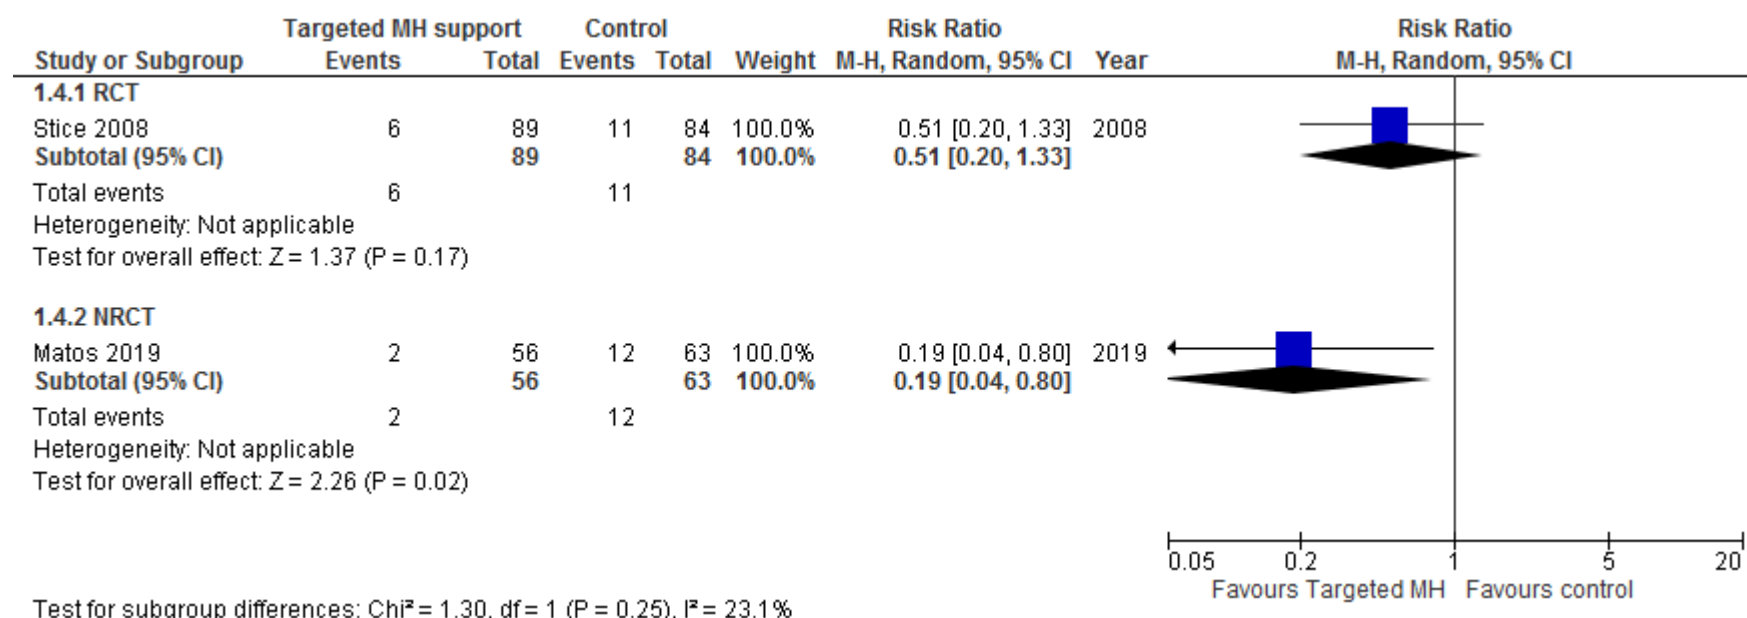 Targeted MH support Control Risk Ratio Risk Ratio
Study or Subgroup Events Total Events Total Weight M-H, Random, 95% CI Year M-H, Random, 95% CI
1.4.1 RCT
Stice 2008 6 89 11 84 100.0% 0.51 [0.20, 1.33] 2008
Subtotal (95% CI) 89 84 100.0% 0.51 [0.20, 1.33]
Total events 6 11
Heterogeneity: Not applicable
Test for overall effect: Z = 1.37 (P = 0.17)
1.4.2 NRCT
Matos 2019 2 56 12 63 100.0% 0.19 [0.04, 0.80] 2019
Subtotal (95% CI) 56 63 100.0% 0.19 [0.04, 0.80]
Total events 2 12
Heterogeneity: Not applicable
Test for overall effect: Z = 2.26 (P = 0.02)
0.05 0.2 1 5 20
Favours Targeted MH Favours control
Test for subgroup differences: Chi² = 1.30, df = 1 (P = 0.25), I² = 23.1%